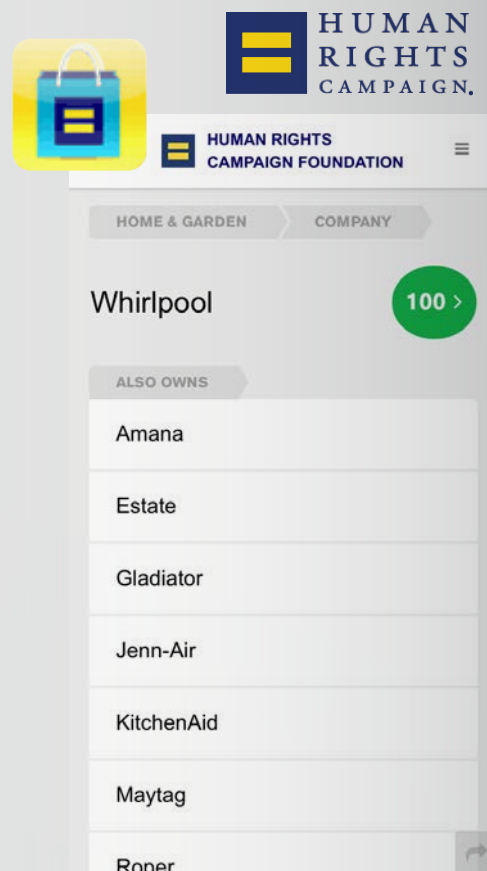 HUMAN
RIGHTS
CAMPAIGN.
HUMAN RIGHTS
CAMPAIGN FOUNDATION
HOME & GARDEN
COMPANY
Whirlpool
100 >
ALSO OWNS
Amana
Estate
Gladiator
Jenn-Air
KitchenAid
Maytag
Roper